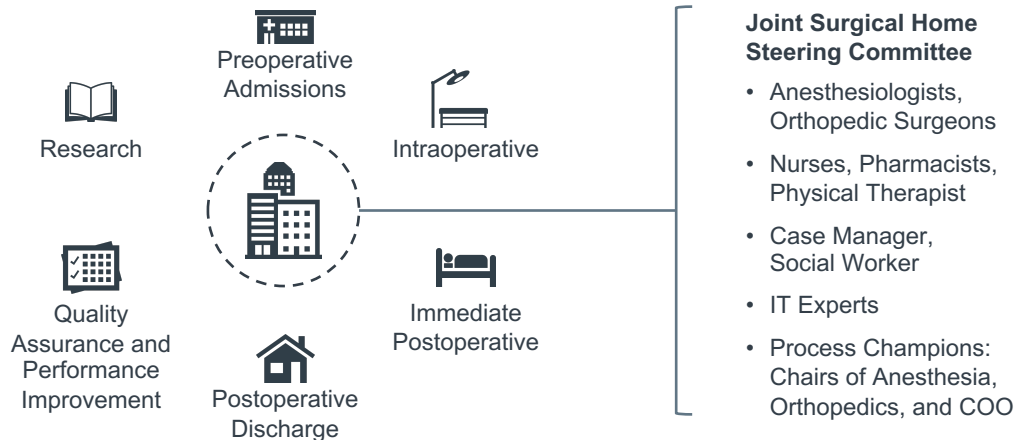 Preoperative
Admissions
Research
Intraoperative
Quality
Assurance and
Performance
Improvement
Immediate
Postoperative
Postoperative
Discharge
Joint Surgical Home
Steering Committee
• Anesthesiologists,
Orthopedic Surgeons
• Nurses, Pharmacists,
Physical Therapist
• Case Manager,
Social Worker
• IT Experts
• Process Champions:
Chairs of Anesthesia,
Orthopedics, and COO